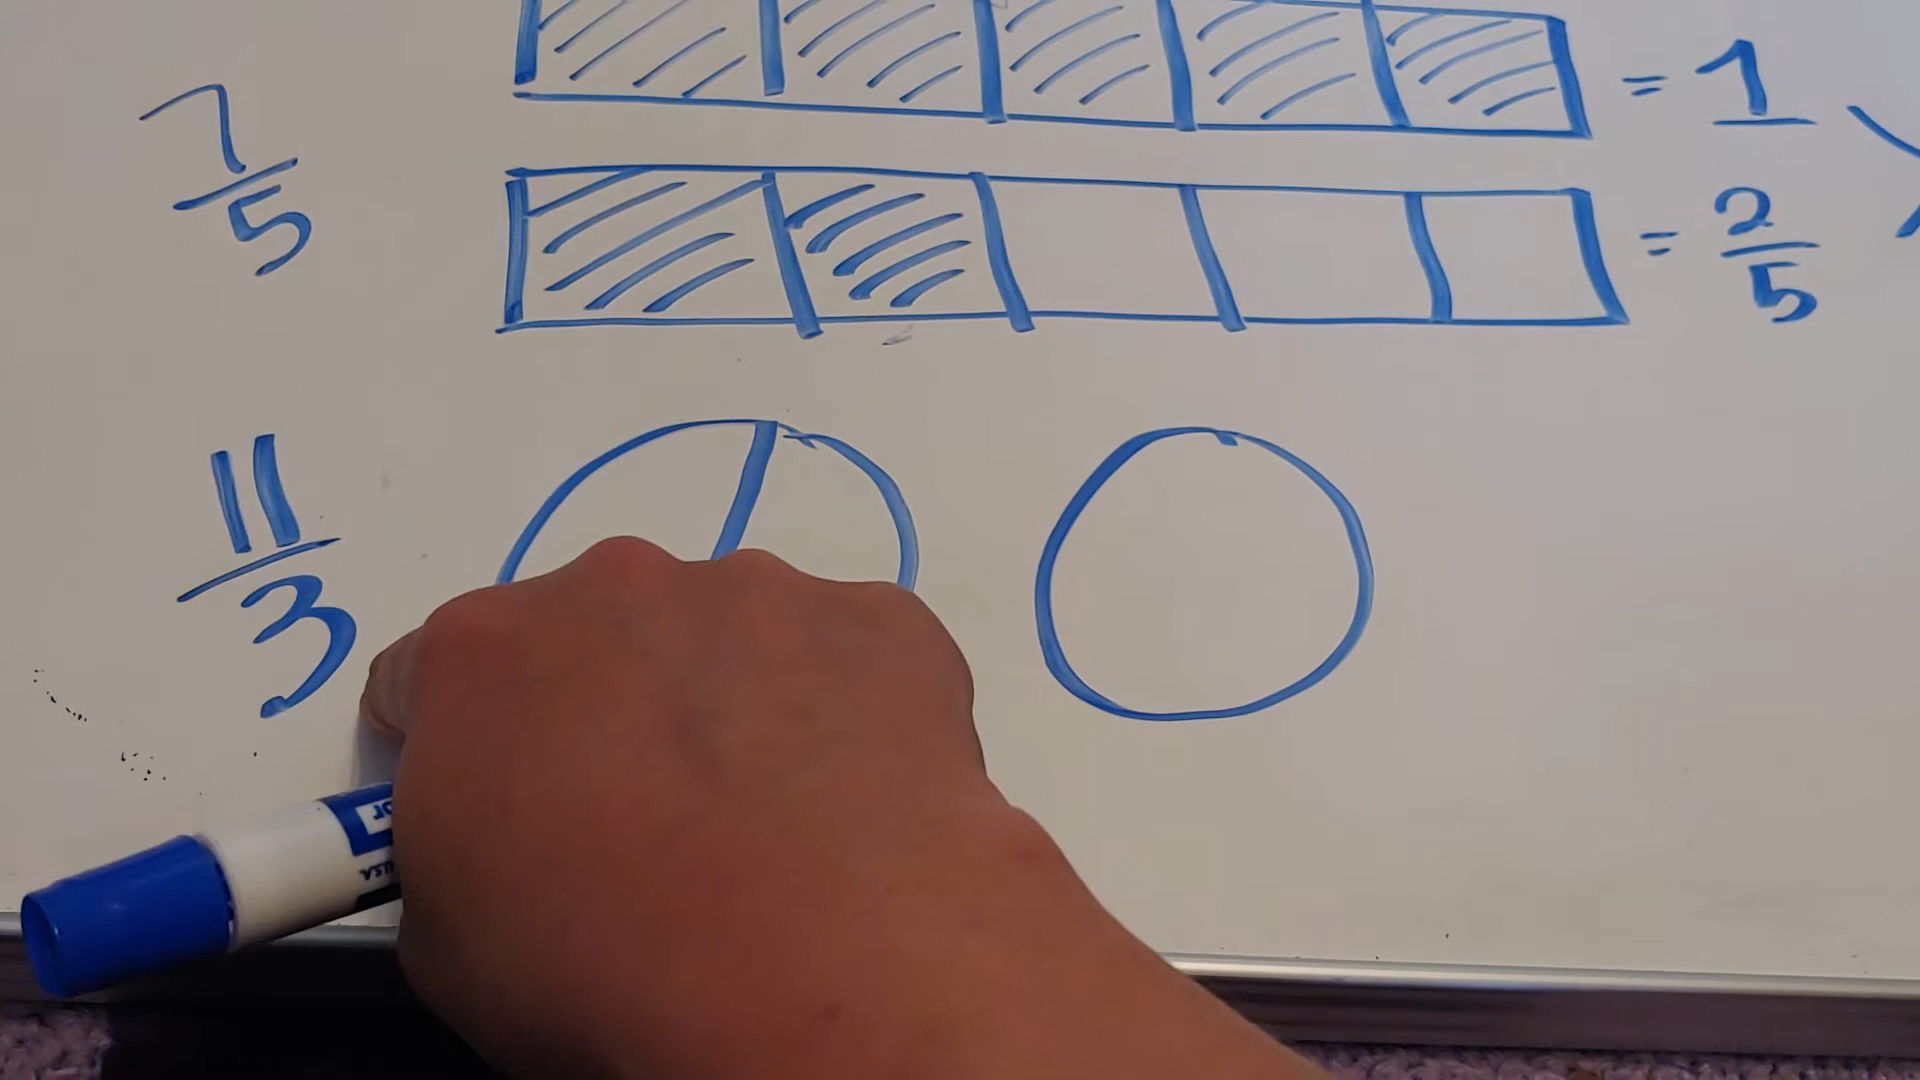 7/5
= 1
= 2/5
11/3